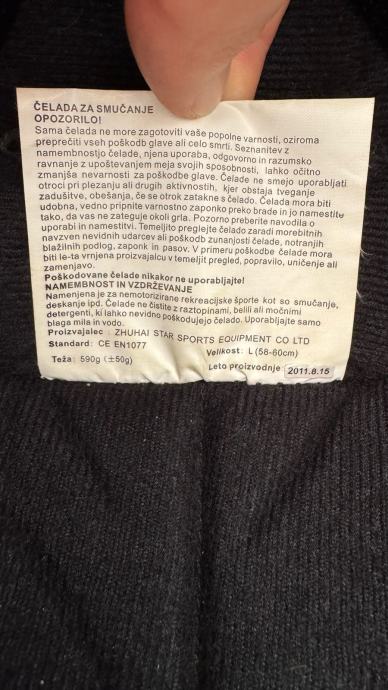 ČELADA ZA SMUČANJE
OPOZORILO!
Sama čelada ne more zagotoviti vaše popolne varnosti, oziroma
preprečiti vseh poškodb glave ali celo smrti. Seznanitev z
namembnostjo čelade, njena uporaba, odgovorno in razumsko
ravnanje z upoštevanjem meja svojih sposobnosti, lahko očitno
zmanjša nevarnosti za poškodbe glave. Čelade ne smejo uporabljati
otroci pri plezanju ali drugih aktivnostih, kjer obstaja tveganje
zadušitve, obešanja, če se otrok zatakne s čelado. Čelada mora biti
udobna, vedno pripnite varnostno zaponko preko brade in jo namestite
tako, da vas ne zateguje okoli grla. Pozorno preberite navodila o
uporabi in namestitvi. Temeljito preglejte čelado zaradi morebitnih
navzven nevidnih udarcev ali poškodb zunanjosti čelade, notranjih
blažilnih podlog, zaponk in pasov. V primeru poškodbe čelade mora
biti le-ta vrnjena proizvajalcu v temeljit pregled, popravilo, uničenje ali
zamenjavo.
Poškodovane čelade nikakor ne uporabljajte!
NAMEMBNOST IN VZDRŽEVANJE
Namenjena je za nemotorizirane rekreacijske športe kot so smučanje,
deskanje ipd. Čelade ne čistite z raztopinami, belili ali močnimi
detergenti, ki lahko nevidno poškodujejo čelado. Uporabljajte samo
blaga mila in vodo.
Proizvajalec : ZHUHAI STAR SPORTS EQUIPMENT CO LTD
Standard: CE EN1077 Velikost: L (58-60cm)
Teža: 590g (±50g) Leto proizvodnje 2011.8.15